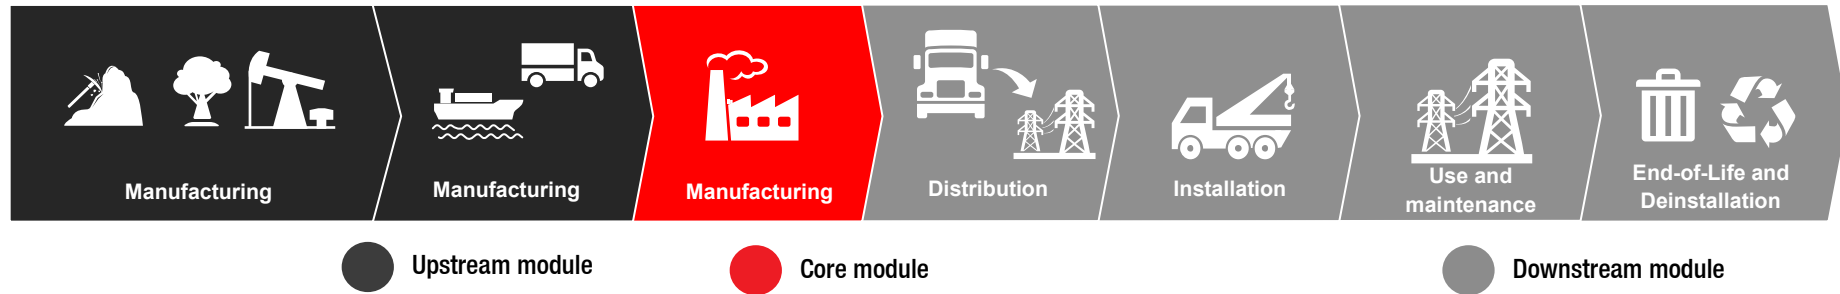 Manufacturing
Manufacturing
Manufacturing
Distribution
Installation
Use and
maintenance
End-of-Life and
Deinstallation
Upstream module
Core module
Downstream module